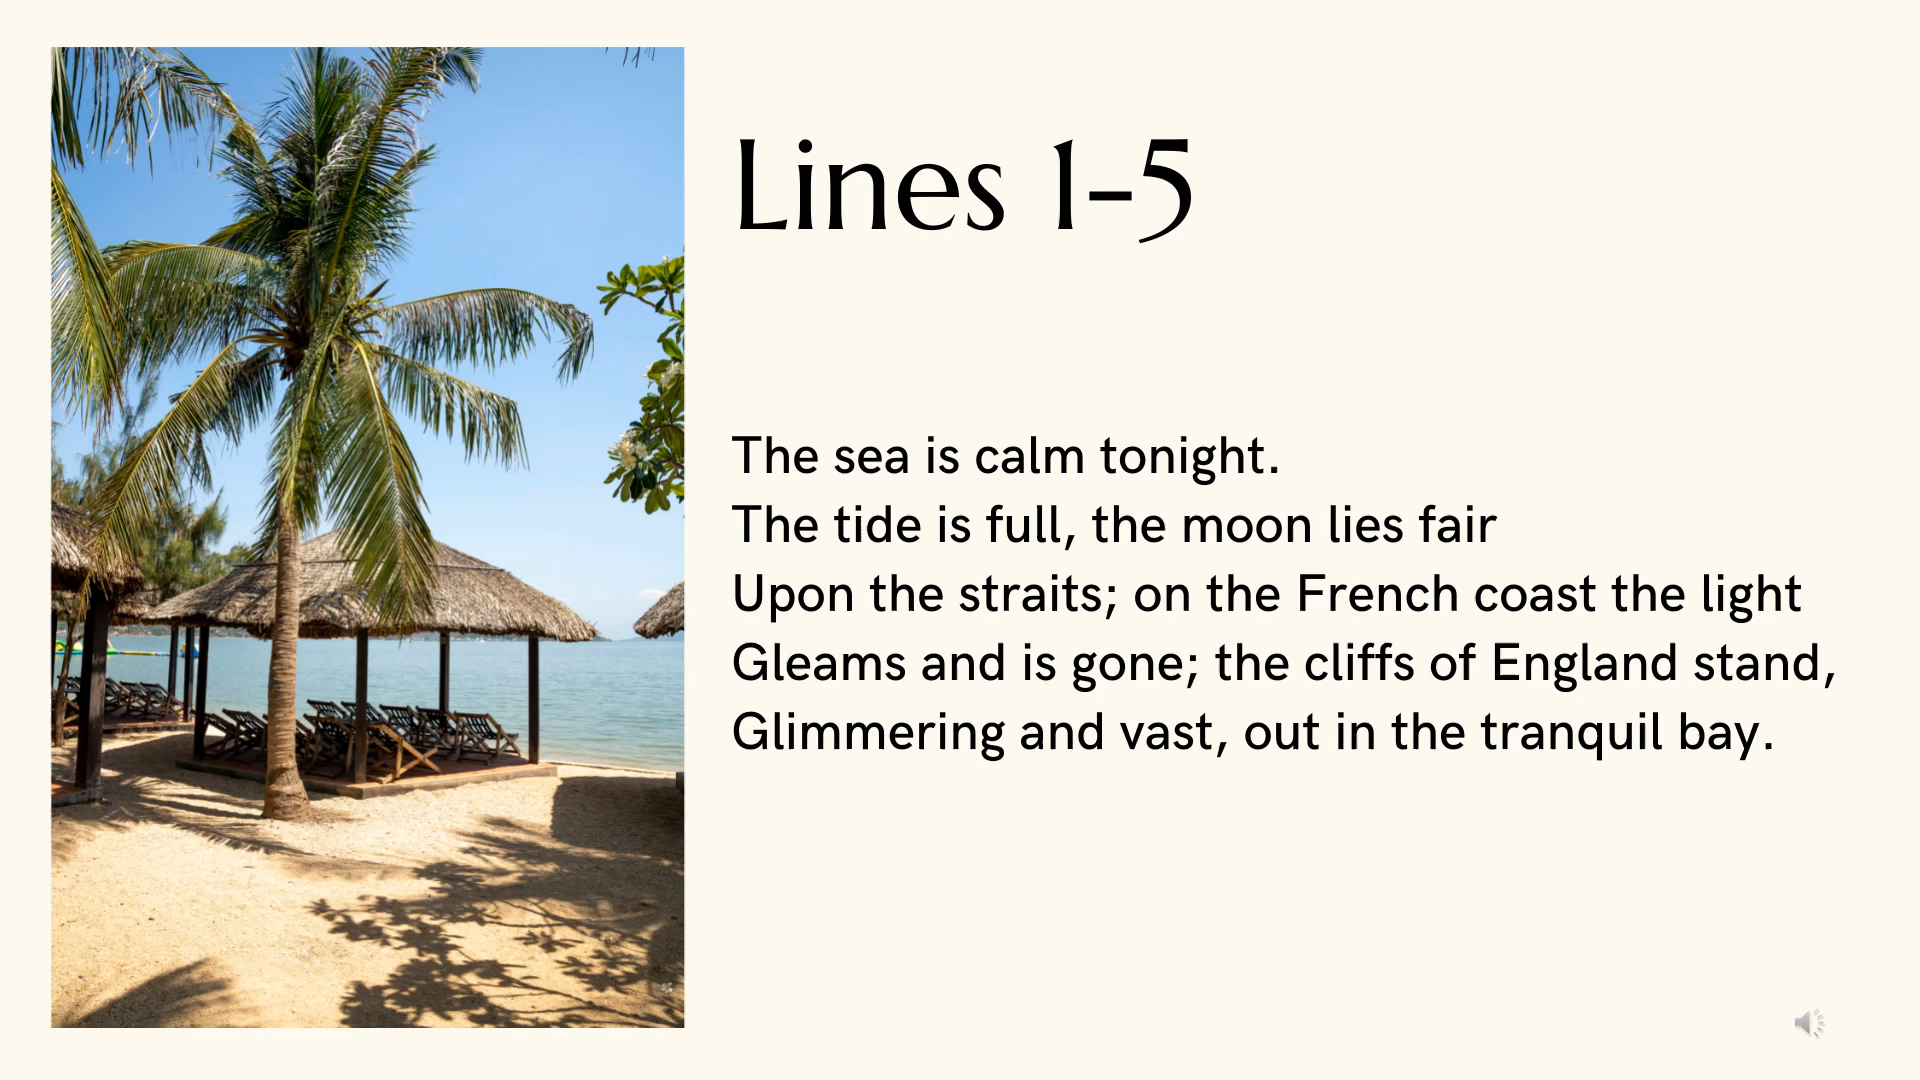 Lines 1-5
The sea is calm tonight.
The tide is full, the moon lies fair
Upon the straits; on the French coast the light
Gleams and is gone; the cliffs of England stand,
Glimmering and vast, out in the tranquil bay.